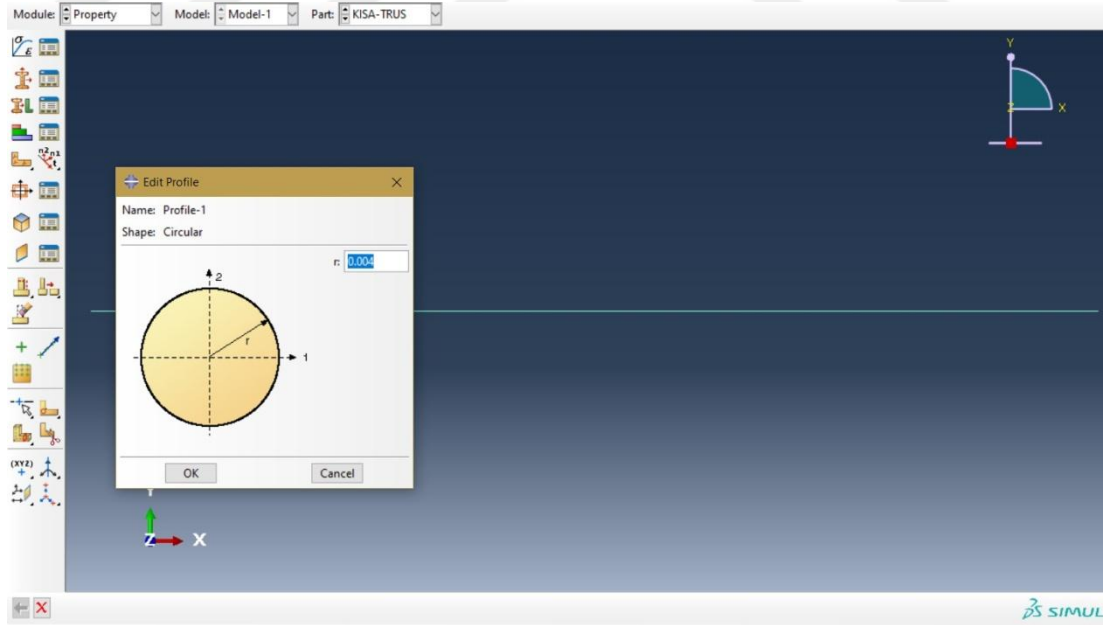 Module: Property Model: Model-1 Part: KISA-TRUS
Y
Z X
Edit Profile
Name: Profile-1
Shape: Circular
r: 0.004
2
r
1
OK Cancel
(XYZ)
Y
Z X
SIMUL